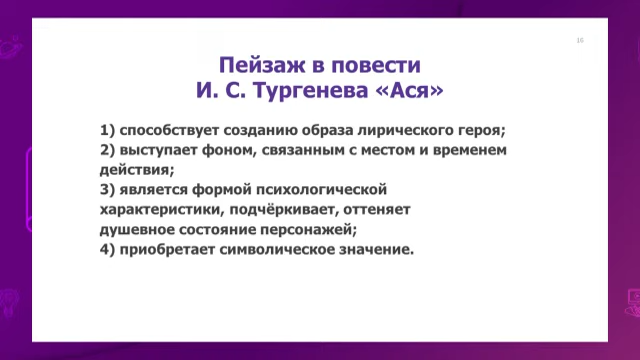 16
Пейзаж в повести
И. С. Тургенева «Ася»
1) способствует созданию образа лирического героя;
2) выступает фоном, связанным с местом и временем
действия;
3) является формой психологической
характеристики, подчёркивает, оттеняет
душевное состояние персонажей;
4) приобретает символическое значение.